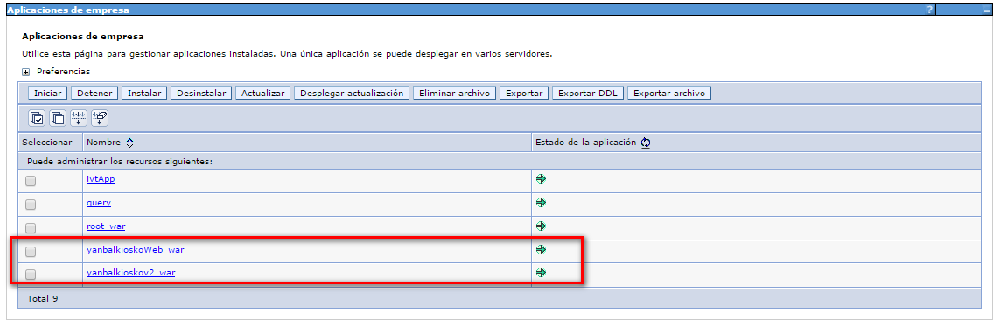 Aplicaciones de empresa ? _
Aplicaciones de empresa
Utilice esta página para gestionar aplicaciones instaladas. Una única aplicación se puede desplegar en varios servidores.
Preferencias
Iniciar Detener Instalar Desinstalar Actualizar Desplegar actualización Eliminar archivo Exportar Exportar DDL Exportar archivo
Seleccionar Nombre Estado de la aplicación
Puede administrar los recursos siguientes:
ivtApp
query
root_war
yanbalkioskoWeb_war
yanbalkioskov2_war
Total 9